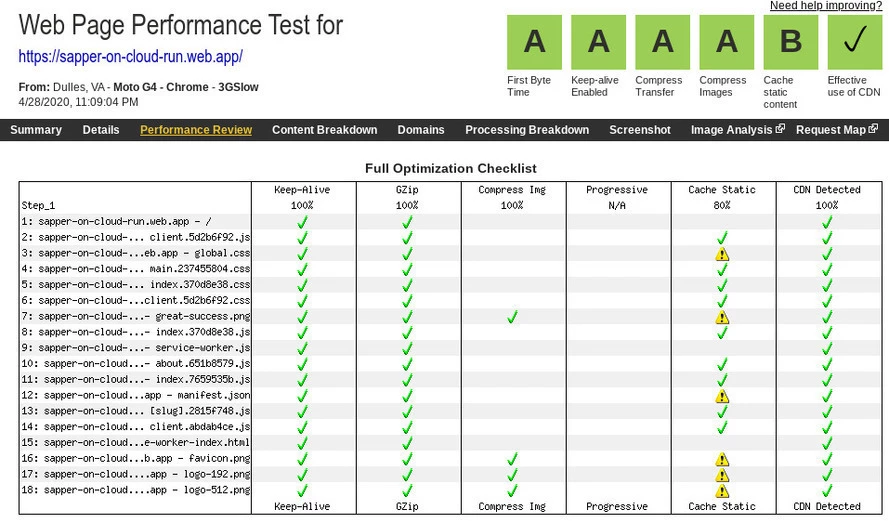 Need help improving?
Web Page Performance Test for
https://sapper-on-cloud-run.web.app/
From: Dulles, VA - Moto G4 - Chrome - 3GSlow
4/28/2020, 11:09:04 PM
A A A A B
First Byte Time
Keep-alive Enabled
Compress Transfer
Compress Images
Cache static content
Effective use of CDN
Summary Details Performance Review Content Breakdown Domains Processing Breakdown Screenshot Image Analysis Request Map
Full Optimization Checklist
Keep-Alive GZip Compress Img Progressive Cache Static CDN Detected
Step_1 100% 100% 100% N/A 80% 100%
1: sapper-on-cloud-run.web.app - /
2: sapper-on-cloud-... client.5d2b6f92.js
3: sapper-on-cloud-...eb.app - global.css
4: sapper-on-cloud-... main.237455804.css
5: sapper-on-cloud-... index.370d8e38.css
6: sapper-on-cloud-...client.5d2b6f92.css
7: sapper-on-cloud-...- great-success.png
8: sapper-on-cloud-...- index.370d8e38.js
9: sapper-on-cloud-...- service-worker.js
10: sapper-on-cloud...- about.651b8579.js
11: sapper-on-cloud...- index.7659535b.js
12: sapper-on-cloud...app - manifest.json
13: sapper-on-cloud... [slug].2815f748.js
14: sapper-on-cloud... client.abdab4ce.js
15: sapper-on-cloud...e-worker-index.html
16: sapper-on-cloud...b.app - favicon.png
17: sapper-on-cloud....app - logo-192.png
18: sapper-on-cloud....app - logo-512.png
Keep-Alive GZip Compress Img Progressive Cache Static CDN Detected